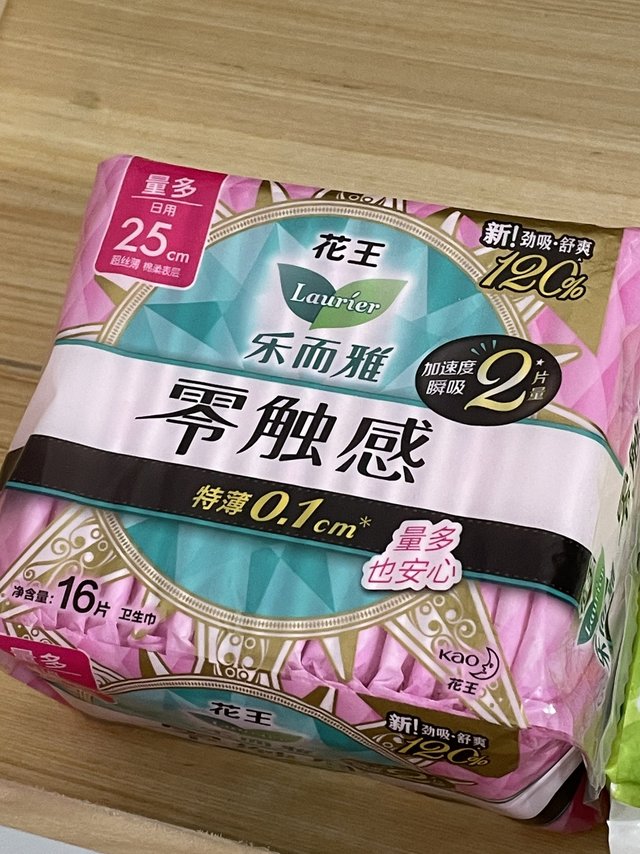 量多
日用
25cm
超丝薄 棉柔表层
花王
Laurier
乐而雅
新!劲吸·舒爽
120%
加速度
瞬吸
2*片量
零触感
特薄0.1cm*
量多
也安心
净含量:16片 卫生巾
Kao
花王
量多
花王
新!劲吸·舒爽
120%
Laurier